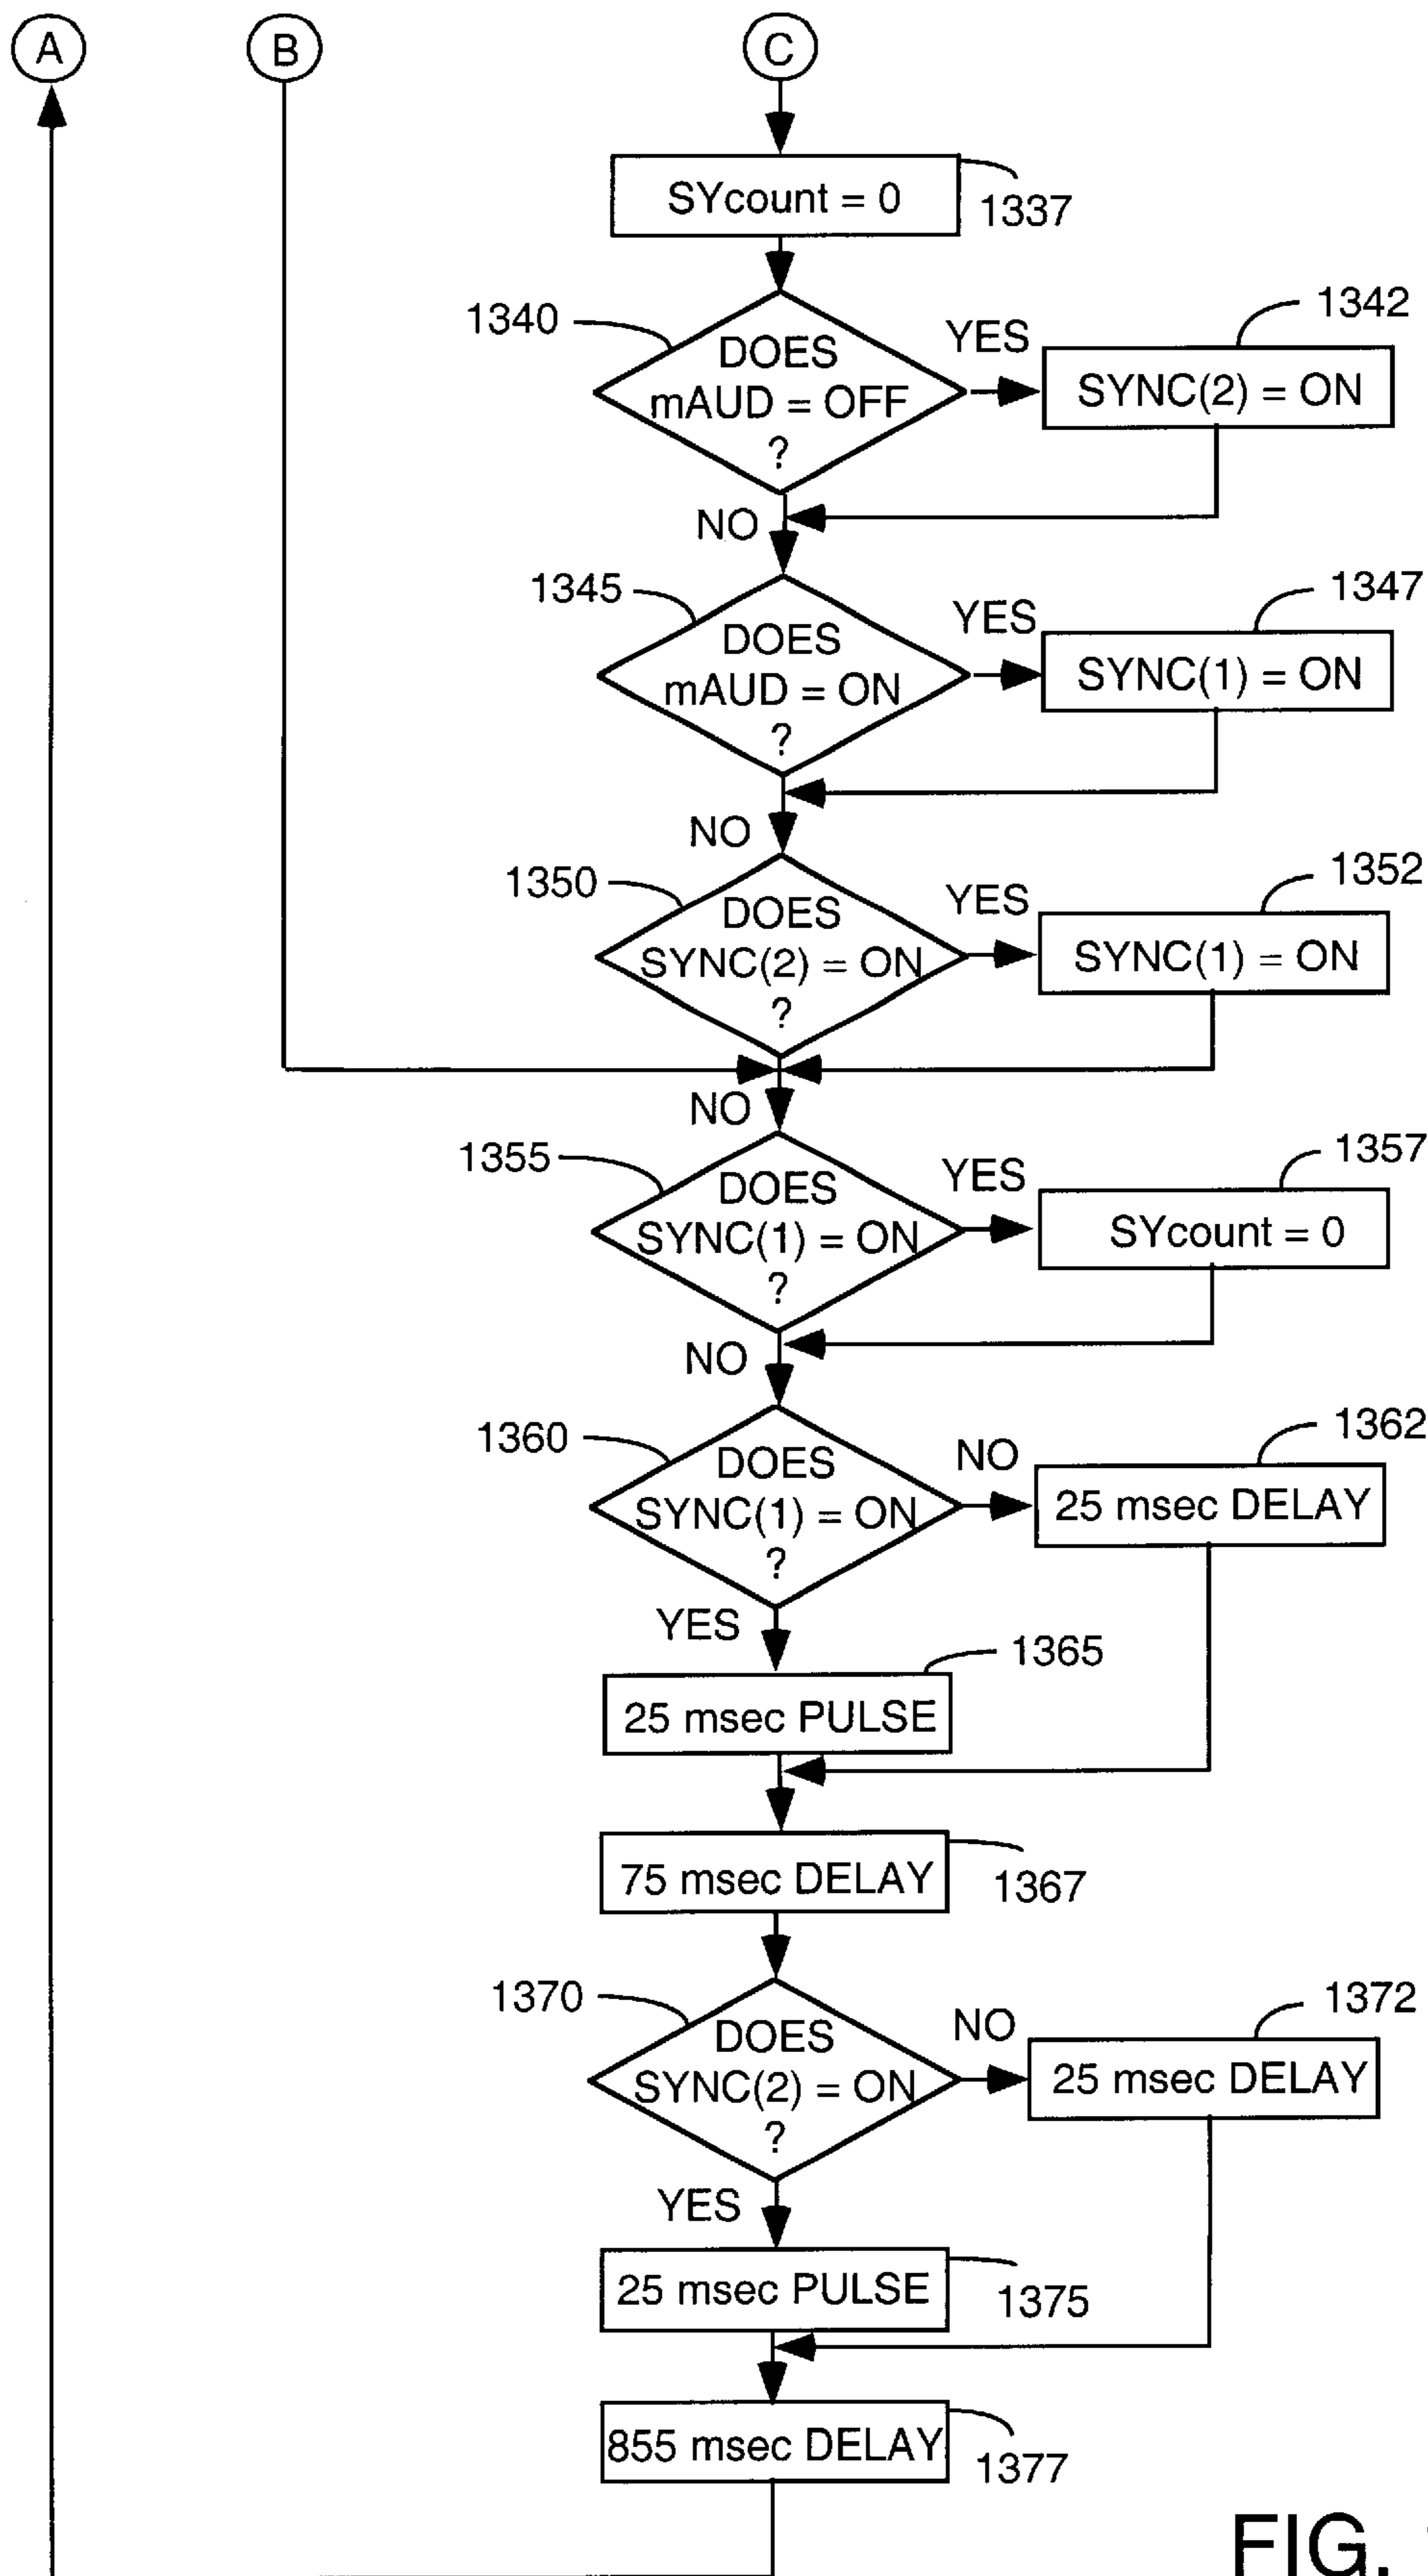 A
B
C
SYcount = 0
1337
1340
DOES
mAUD = OFF
?
YES
1342
SYNC(2) = ON
NO
1345
DOES
mAUD = ON
?
YES
1347
SYNC(1) = ON
NO
1350
DOES
SYNC(2) = ON
?
YES
1352
SYNC(1) = ON
NO
1355
DOES
SYNC(1) = ON
?
YES
1357
SYcount = 0
NO
1360
DOES
SYNC(1) = ON
?
NO
1362
25 msec DELAY
YES
1365
25 msec PULSE
75 msec DELAY
1367
1370
DOES
SYNC(2) = ON
?
NO
1372
25 msec DELAY
YES
25 msec PULSE
1375
855 msec DELAY
1377
FIG.